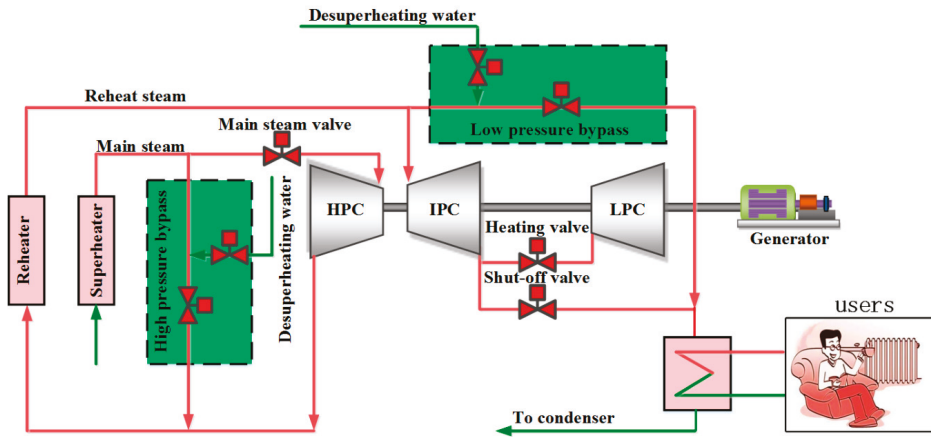 Desuperheating water
Reheat steam
Main steam valve
Low pressure bypass
Main steam
Reheater
Superheater
High pressure bypass
Desuperheating water
HPC
IPC
LPC
Heating valve
Generator
Shut-off valve
users
To condenser